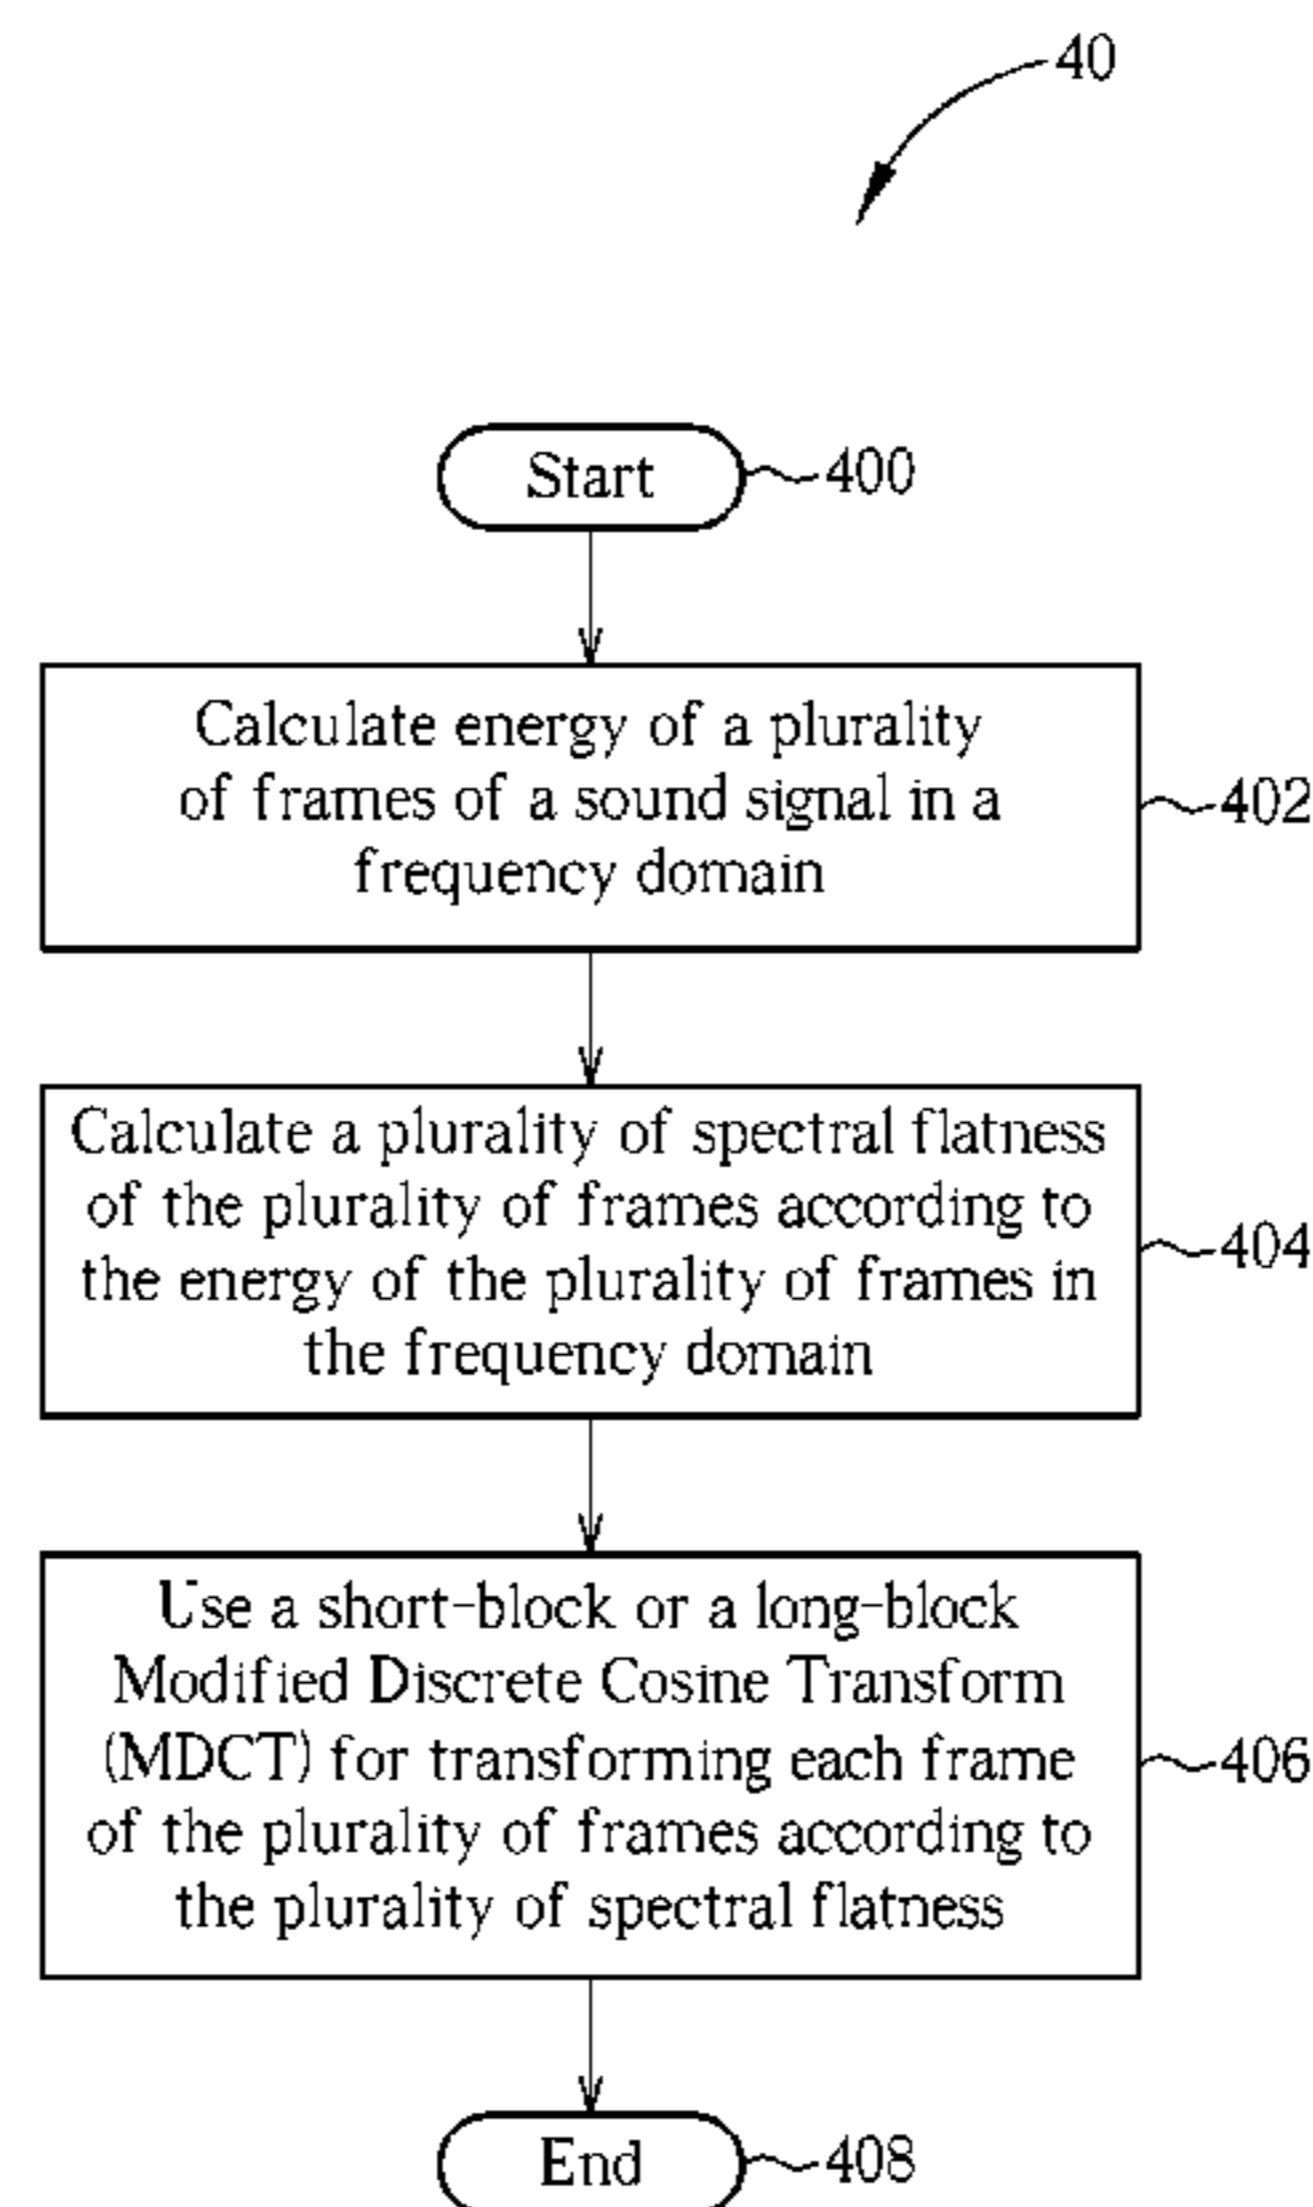 40
Start
400
Calculate energy of a plurality
of frames of a sound signal in a
frequency domain
402
Calculate a plurality of spectral flatness
of the plurality of frames according to
the energy of the plurality of frames in
the frequency domain
404
Use a short-block or a long-block
Modified Discrete Cosine Transform
(MDCT) for transforming each frame
of the plurality of frames according to
the plurality of spectral flatness
406
End
408